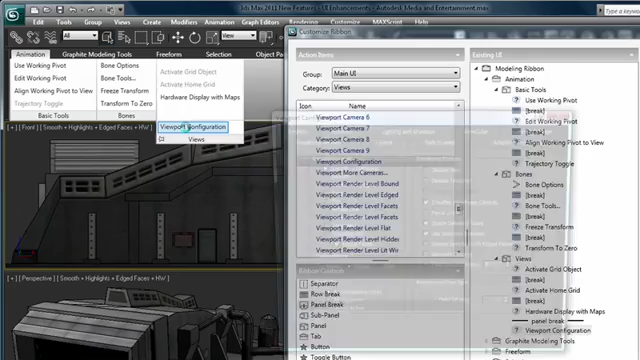 3ds Max 2011 New Features - UI Enhancements - Autodesk Media and Entertainment.max
Edit Tools Group Views Create Modifiers Animation Graph Editors
All
View
Customize Ribbon
Animation Graphite Modeling Tools Freeform Selection Object Pa
Use Working Pivot
Edit Working Pivot
Align Working Pivot to View
Trajectory Toggle
Basic Tools
Bone Options
Bone Tools...
Freeze Transform
Transform To Zero
Bones
Activate Grid Object
Activate Home Grid
Hardware Display with Maps
Viewport Configuration
Views
[+] [Front] [Smooth + Highlights + Edged Faces + HW]
[+] [Perspective] [Smooth + Highlights + Edged Faces + HW]
Action Items
Group: Main UI
Category: Views
Icon Name
Viewport Camera 6
Viewport Camera 7
Viewport Camera 8
Viewport Camera 9
Viewport Configuration
Viewport More Cameras...
Viewport Render Level Bound
Viewport Render Level Edged
Viewport Render Level Facets
Viewport Render Level Facets
Viewport Render Level Flat
Viewport Render Level Hidden
Viewport Render Level Lit Wir
Ribbon Controls
Separator
Row Break
Panel Break
Sub-Panel
Panel
Tab
Button
Toggle Button
Existing UI
Modeling Ribbon
Animation
Basic Tools
Use Working Pivot
[break]
Edit Working Pivot
[break]
Align Working Pivot to View
[break]
Trajectory Toggle
Bones
Bone Options
[break]
Bone Tools...
[break]
Freeze Transform
[break]
Transform To Zero
Views
Activate Grid Object
[break]
Activate Home Grid
[break]
Hardware Display with Maps
panel break
Viewport Configuration
Graphite Modeling Tools
Freeform